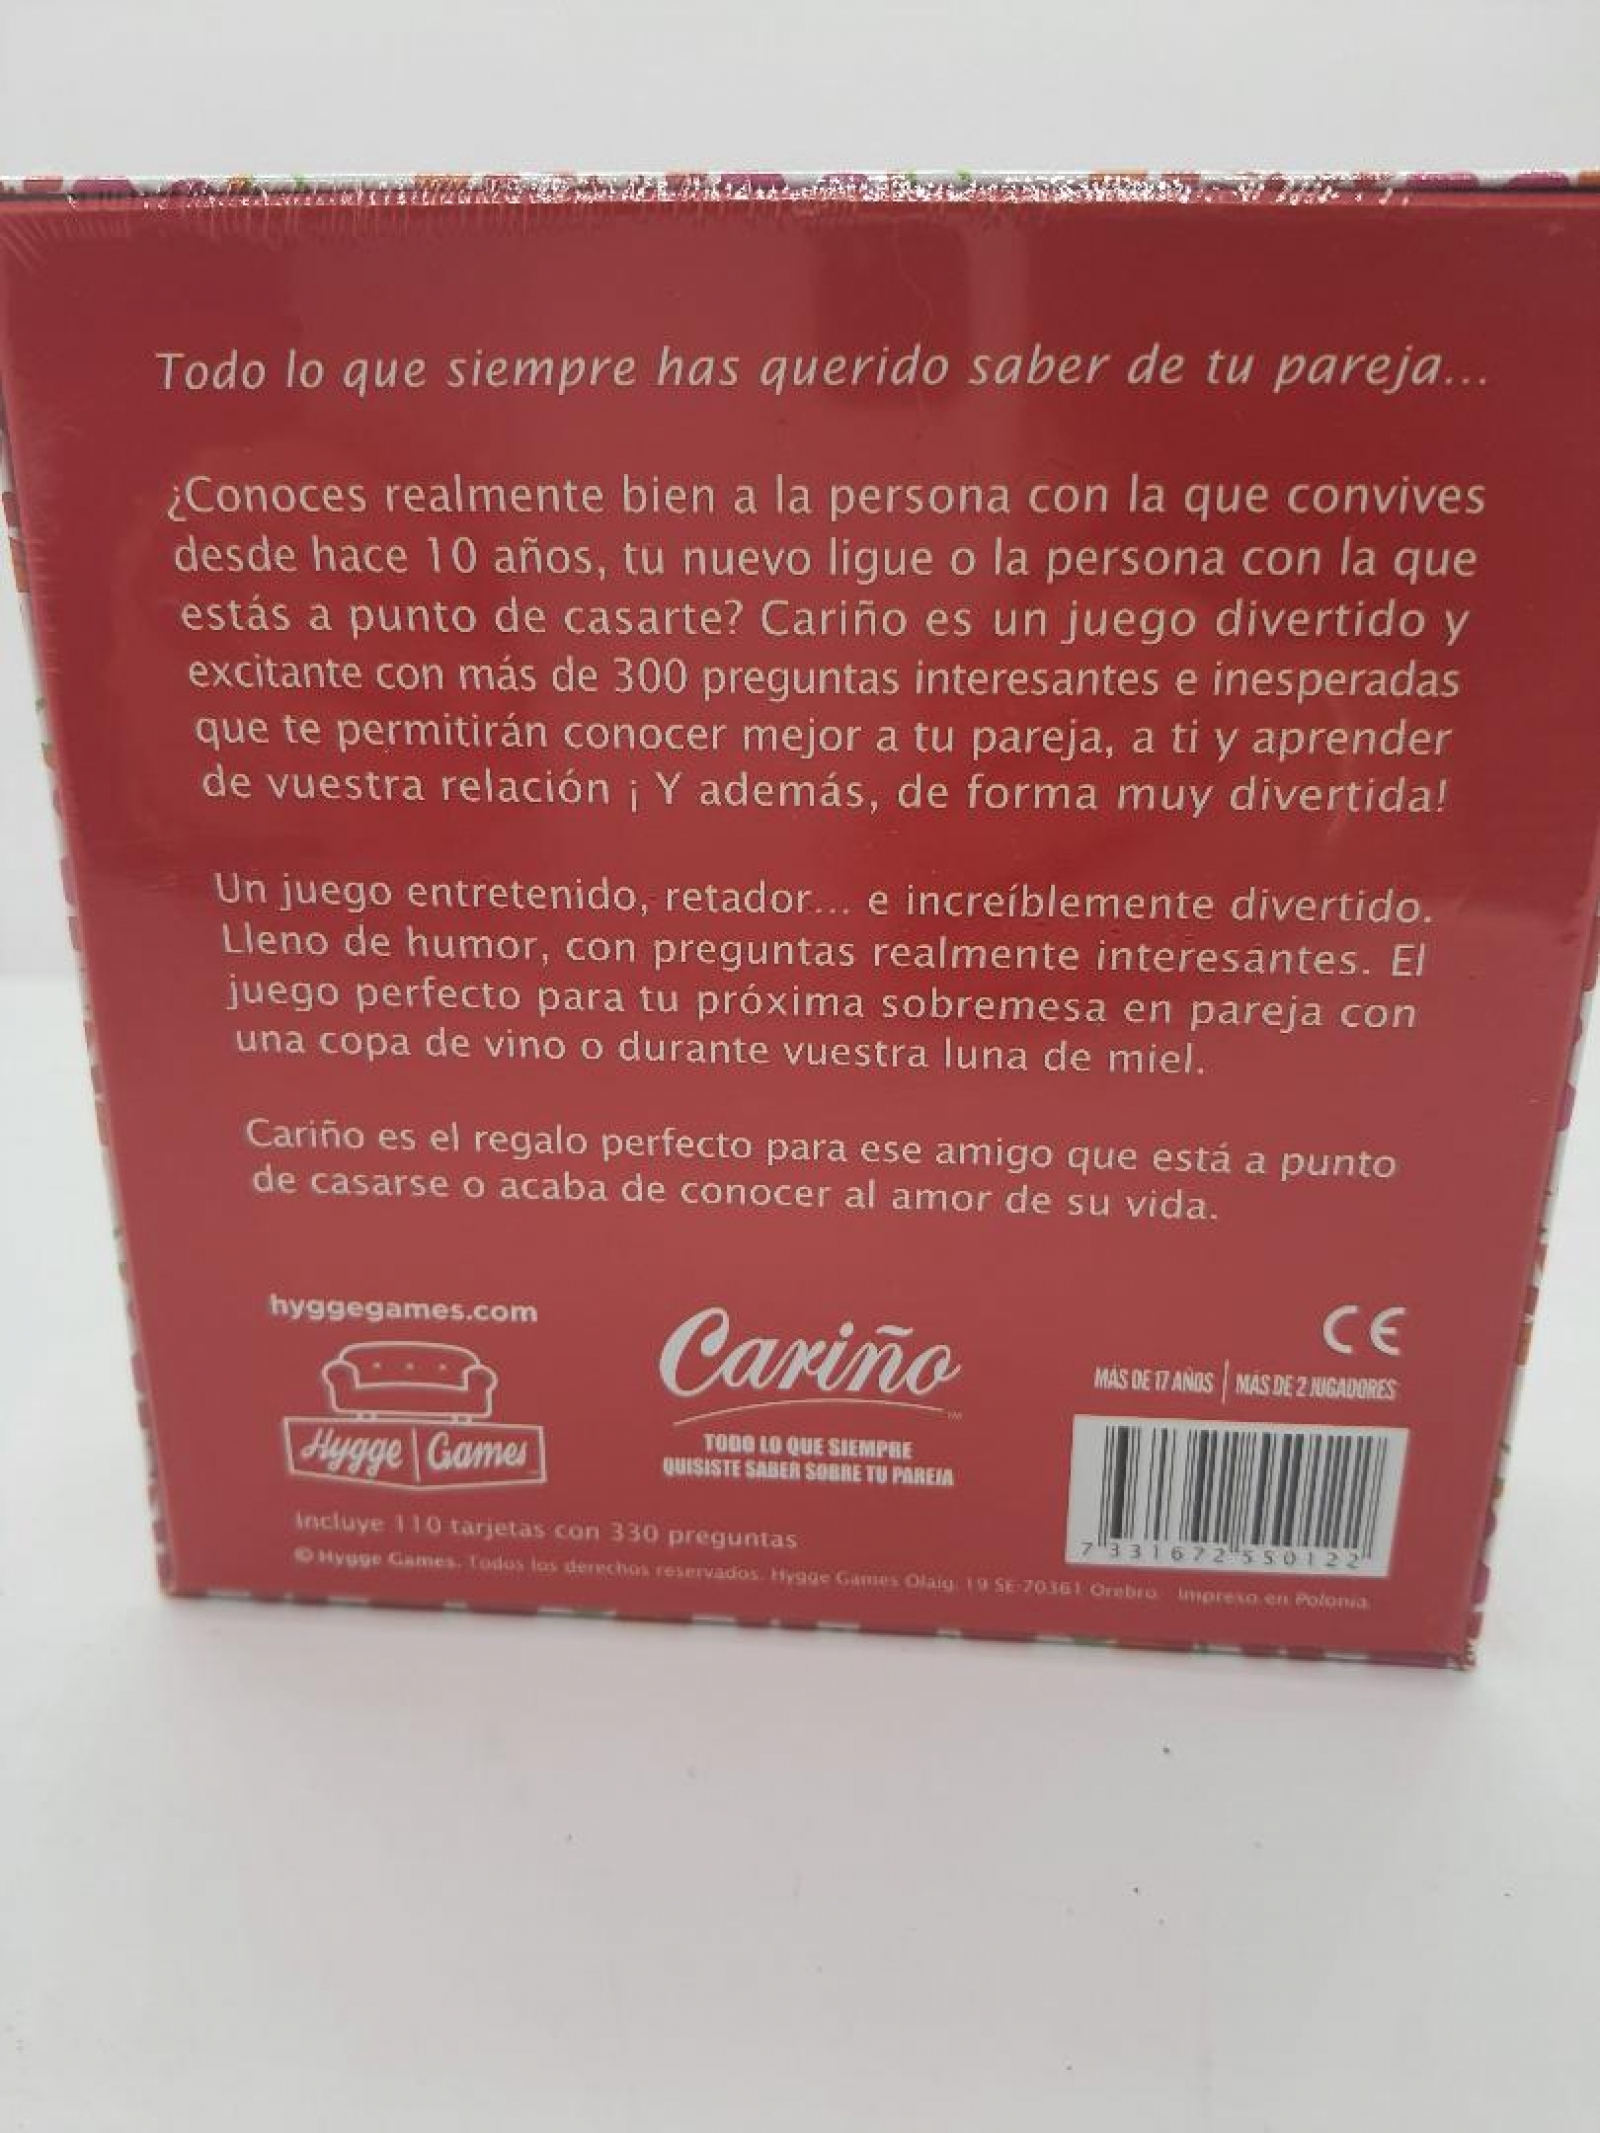 Todo lo que siempre has querido saber de tu pareja...
¿Conoces realmente bien a la persona con la que convives
desde hace 10 años, tu nuevo ligue o la persona con la que
estás a punto de casarte? Cariño es un juego divertido y
excitante con más de 300 preguntas interesantes e inesperadas
que te permitirán conocer mejor a tu pareja, a ti y aprender
de vuestra relación ¡ Y además, de forma muy divertida!
Un juego entretenido, retador... e increíblemente divertido.
Lleno de humor, con preguntas realmente interesantes. El
juego perfecto para tu próxima sobremesa en pareja con
una copa de vino o durante vuestra luna de miel.
Cariño es el regalo perfecto para ese amigo que está a punto
de casarse o acaba de conocer al amor de su vida.
hyggegames.com
Hygge Games
Cariño™
TODO LO QUE SIEMPRE
QUISISTE SABER SOBRE TU PAREJA
CE
MÁS DE 17 AÑOS | MÁS DE 2 JUGADORES
7 331672 550122
Incluye 110 tarjetas con 330 preguntas
© Hygge Games. Todos los derechos reservados. Hygge Games Olaig. 19 SE-70361 Orebro Impreso en Polonia